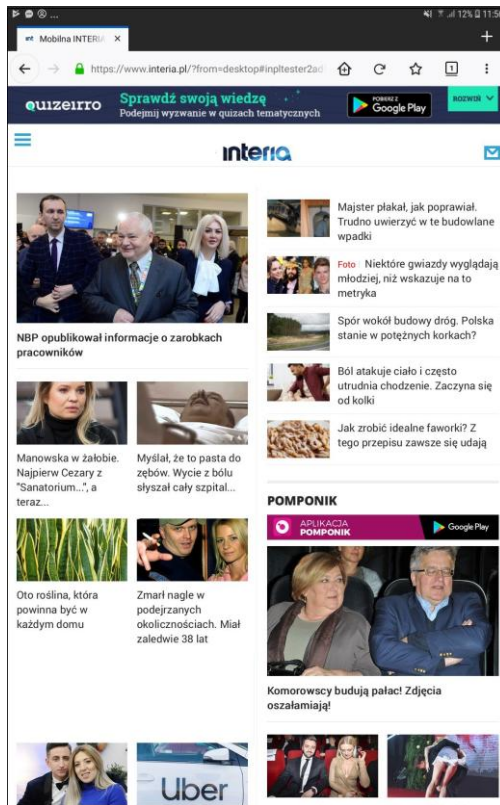 12% 11:56
Mobilna INTERIA
https://www.interia.pl/?from=desktop#inpltester2ad
1
QUIZEIRRO
Sprawdź swoją wiedzę
Podejmij wyzwanie w quizach tematycznych
POBIERZ Z
Google Play
ROZWIŃ
interia
NBP opublikował informacje o zarobkach
pracowników
Manowska w żałobie.
Najpierw Cezary z
"Sanatorium...", a
teraz...
Myślał, że to pasta do
zębów. Wycie z bólu
słyszał cały szpital...
Oto roślina, która
powinna być w
każdym domu
Zmarł nagle w
podejrzanych
okolicznościach. Miał
zaledwie 38 lat
Uber
Majster płakał, jak poprawiał.
Trudno uwierzyć w te budowlane
wpadki
Foto Niektóre gwiazdy wyglądają
młodziej, niż wskazuje na to
metryka
Spór wokół budowy dróg. Polska
stanie w potężnych korkach?
Ból atakuje ciało i często
utrudnia chodzenie. Zaczyna się
od kolki
Jak zrobić idealne faworki? Z
tego przepisu zawsze się udają
POMPONIK
APLIKACJA
POMPONIK
Google Play
Komorowscy budują pałac! Zdjęcia
oszałamiają!